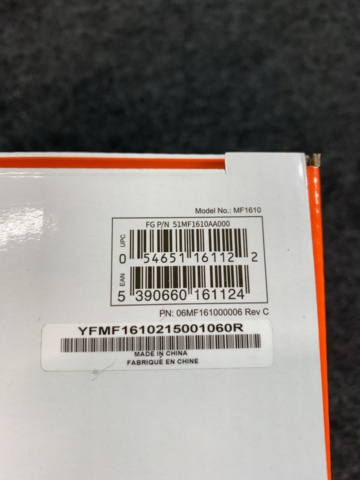 Model No.: MF1610
FG P/N 51MF1610AA000
UPC
0 54651 16112 2
EAN
5 390660 161124
PN: 06MF161000006 Rev C
YFMF1610215001060R
MADE IN CHINA
FABRIQUE EN CHINE